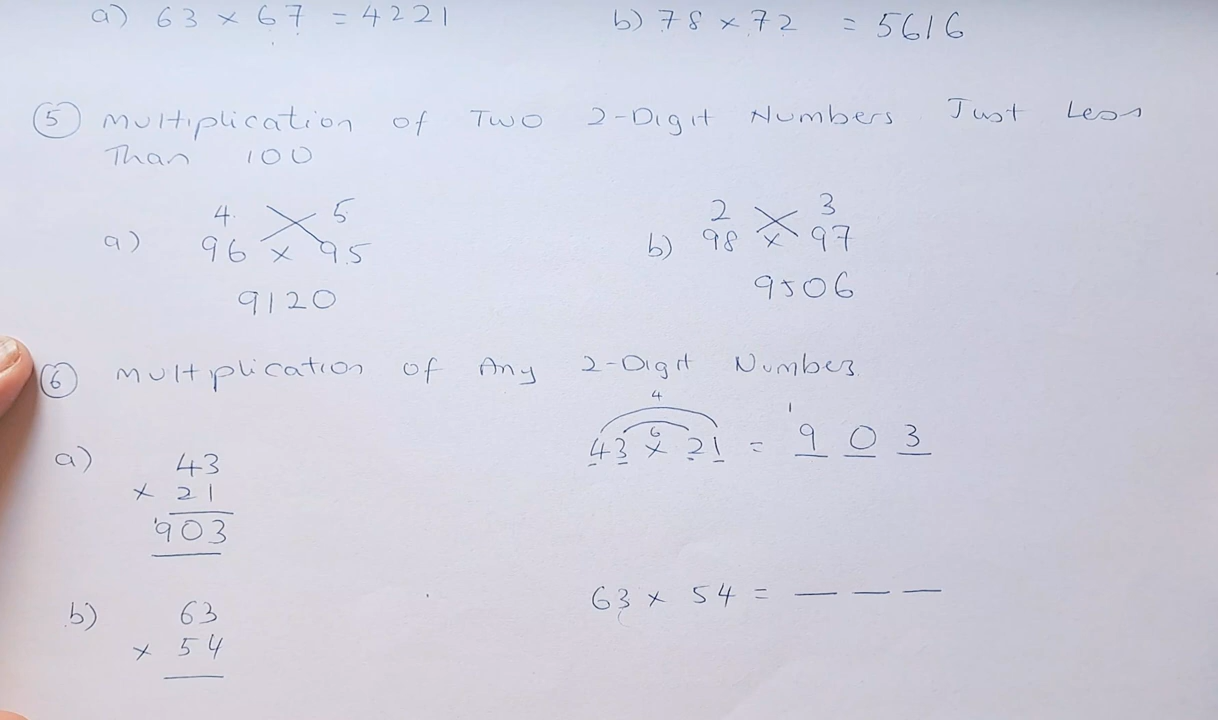 a) 63 × 67 = 4221 b) 78 × 72 = 5616
5 Multiplication of Two 2-Digit Numbers Just Less
Than 100
4 5 2 3
a) 96 × 95 b) 98 × 97
9120 9506
6 Multiplication of Any 2-Digit Number
4
6 1
43 × 21 = 9 0 3
a) 43
× 21
1903
b) 63 63 × 54 = _ _ _
× 54